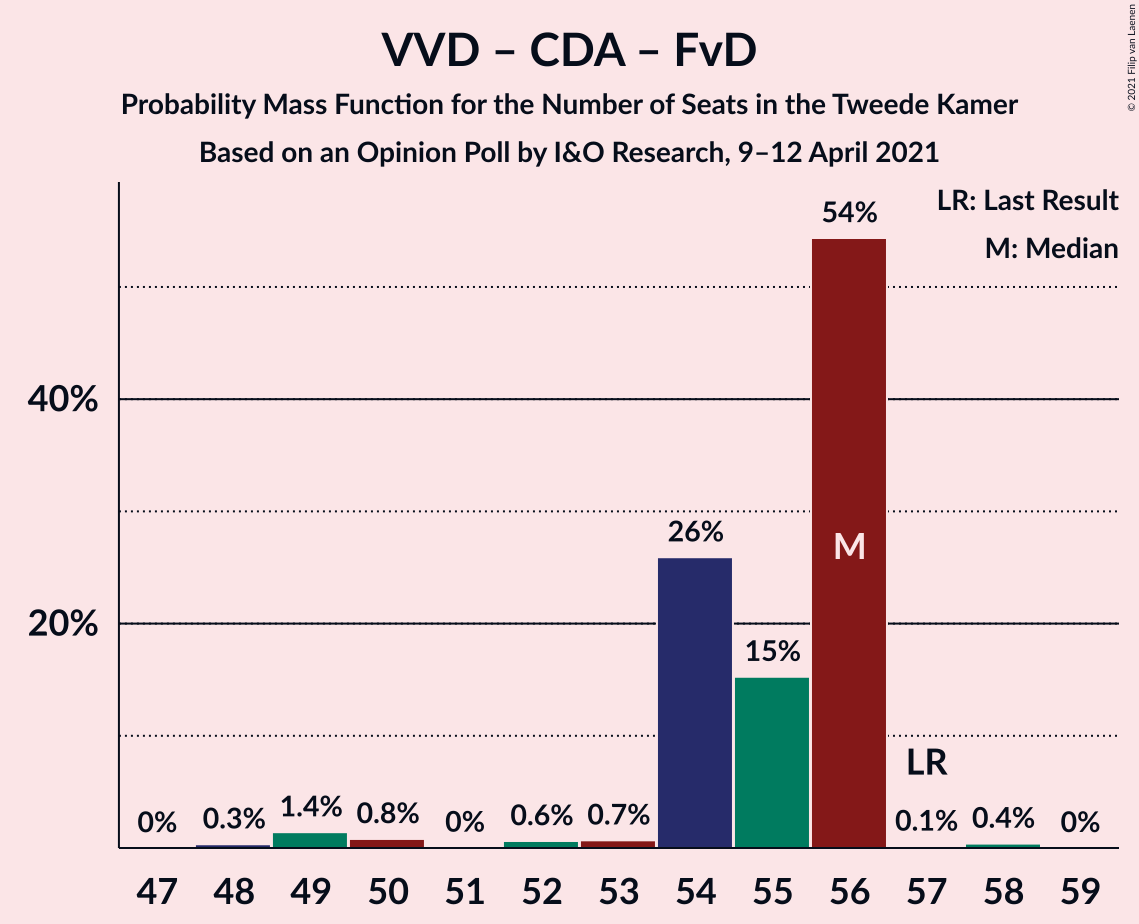 VVD – CDA – FvD
Probability Mass Function for the Number of Seats in the Tweede Kamer
Based on an Opinion Poll by I&O Research, 9–12 April 2021
© 2021 Filip van Laenen
LR: Last Result
M: Median
40%
20%
0%
0.3%
1.4%
0.8%
0%
0.6%
0.7%
26%
15%
54%
M
LR
0.1%
0.4%
0%
47 48 49 50 51 52 53 54 55 56 57 58 59